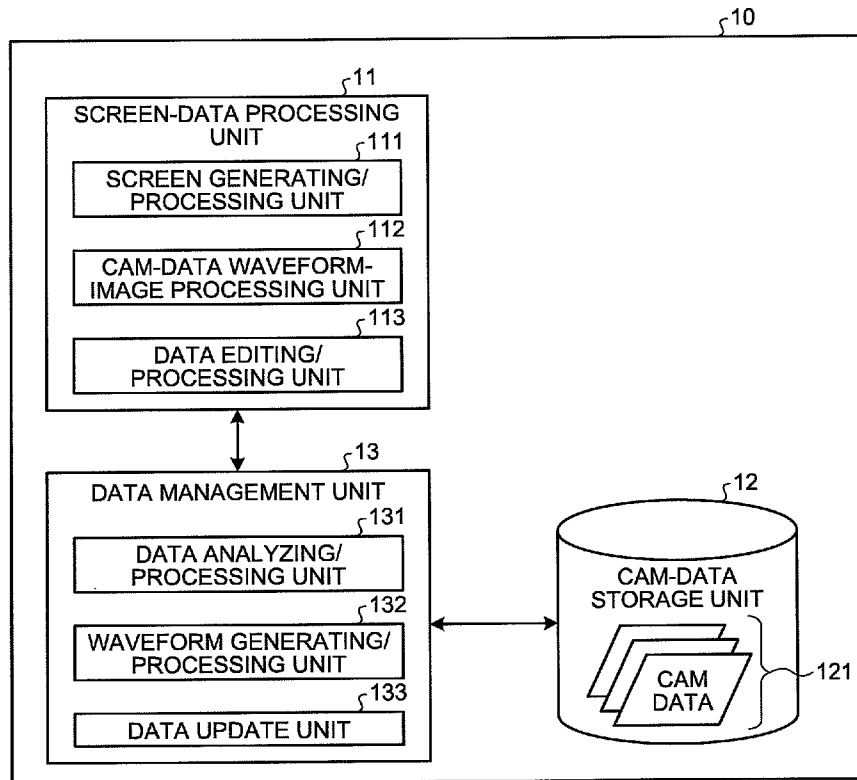 10
11
SCREEN-DATA PROCESSING
UNIT
111
SCREEN GENERATING/
PROCESSING UNIT
112
CAM-DATA WAVEFORM-
IMAGE PROCESSING UNIT
113
DATA EDITING/
PROCESSING UNIT
13
DATA MANAGEMENT UNIT
131
DATA ANALYZING/
PROCESSING UNIT
132
WAVEFORM GENERATING/
PROCESSING UNIT
133
DATA UPDATE UNIT
12
CAM-DATA
STORAGE UNIT
CAM
DATA
121